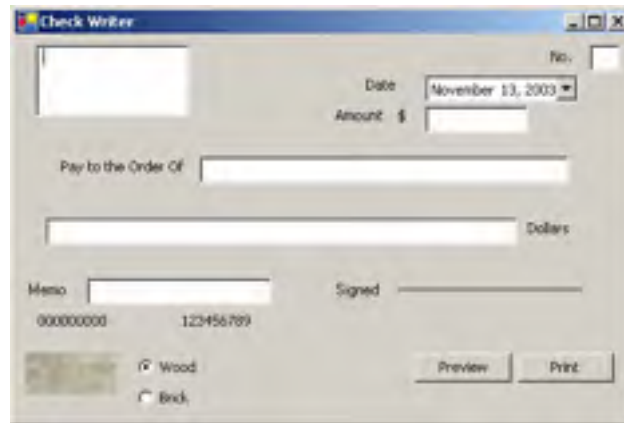 Check Writer
No.
Date November 13, 2003
Amount $
Pay to the Order Of
Dollars
Memo Signed
000000000 123456789
Wood
Brick
Preview Print